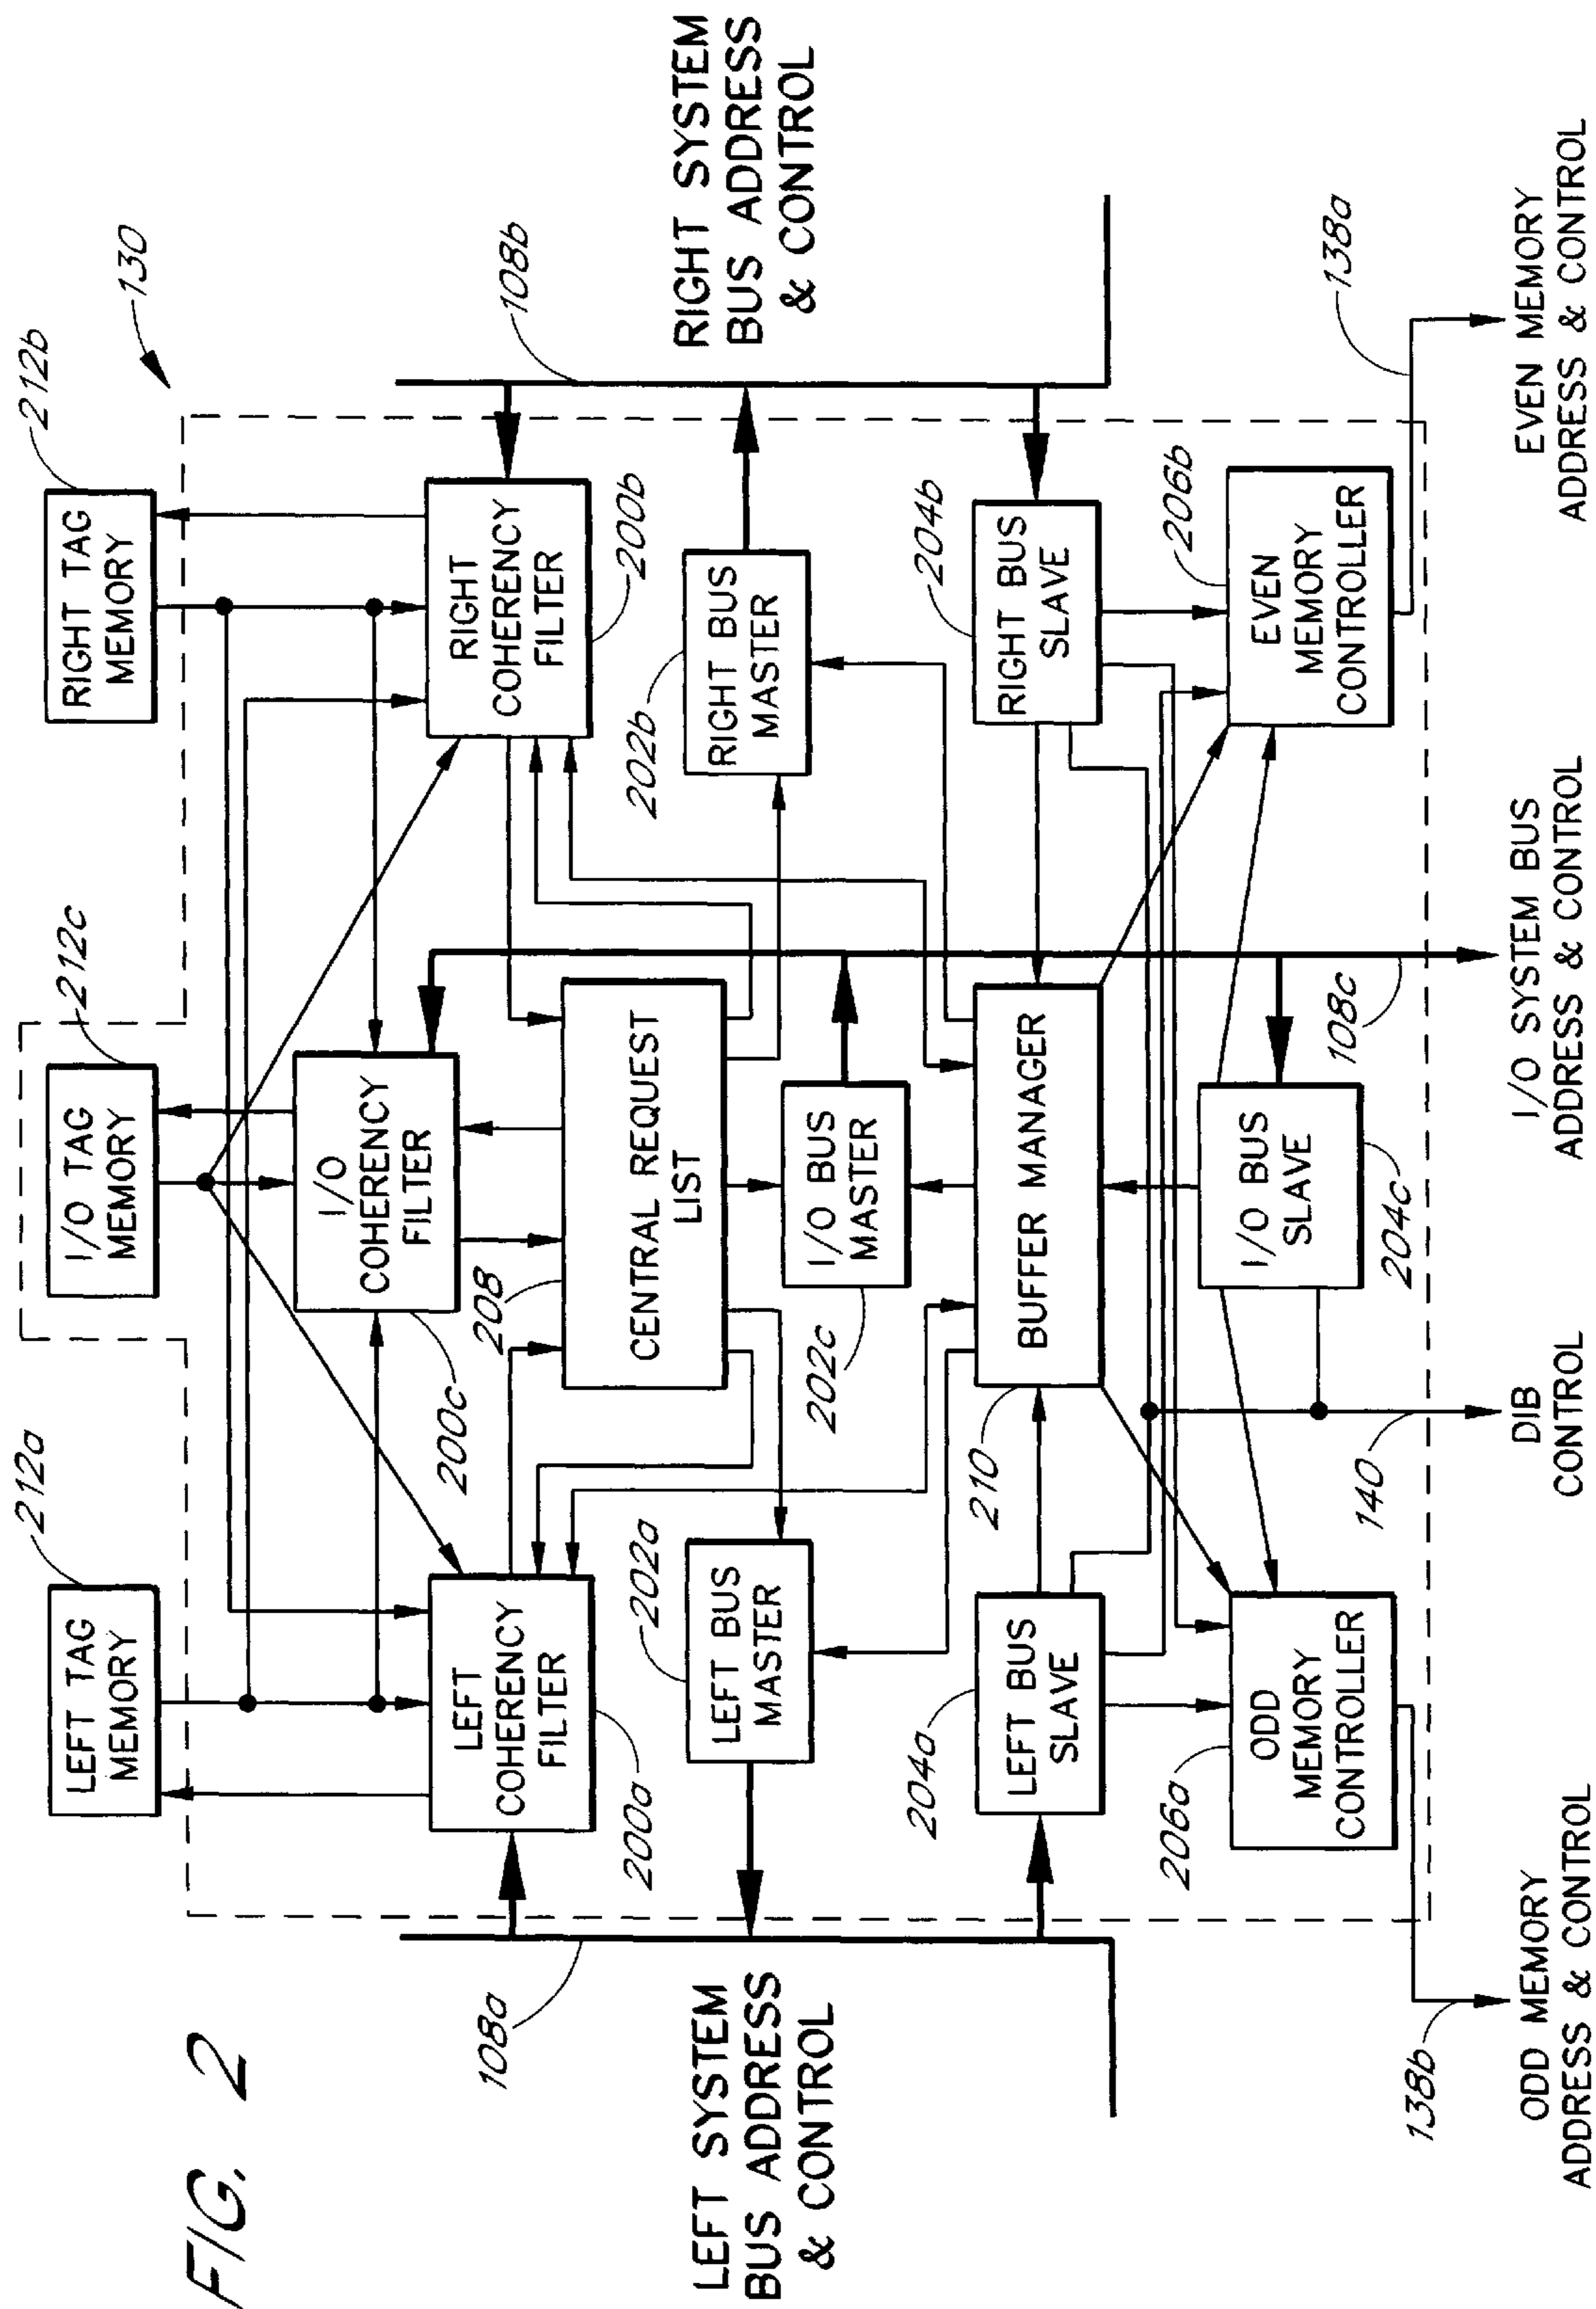 FIG. 2
130
212a
212c
212b
LEFT TAG
MEMORY
I/O TAG
MEMORY
RIGHT TAG
MEMORY
LEFT
COHERENCY
FILTER
200a
I/O
COHERENCY
FILTER
200c
RIGHT
COHERENCY
FILTER
200b
108a
108b
208
CENTRAL REQUEST
LIST
LEFT SYSTEM
BUS ADDRESS
& CONTROL
202a
LEFT BUS
MASTER
I/O BUS
MASTER
202c
202b
RIGHT BUS
MASTER
RIGHT SYSTEM
BUS ADDRESS
& CONTROL
204a
LEFT BUS
SLAVE
210
BUFFER MANAGER
204b
RIGHT BUS
SLAVE
206a
ODD
MEMORY
CONTROLLER
I/O BUS
SLAVE
204c
206b
EVEN
MEMORY
CONTROLLER
138b
140
108c
138a
ODD MEMORY
ADDRESS & CONTROL
DIB
CONTROL
I/O SYSTEM BUS
ADDRESS & CONTROL
EVEN MEMORY
ADDRESS & CONTROL